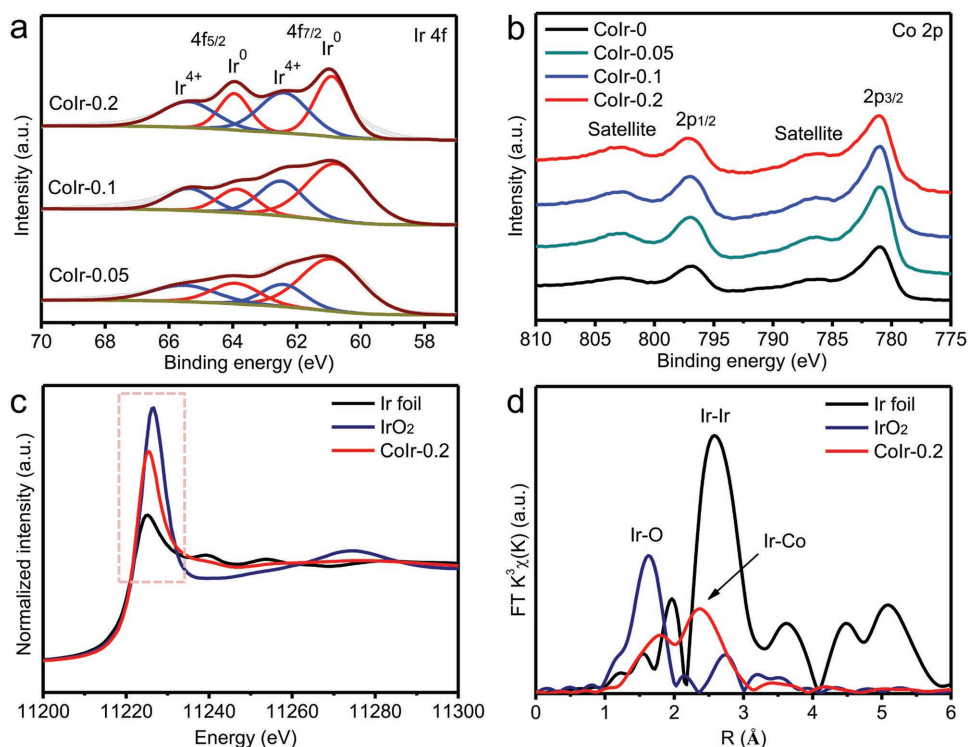 a
Ir 4f
4f5/2
4f7/2
Ir4+
Ir0
Ir4+
Ir0
CoIr-0.2
CoIr-0.1
CoIr-0.05
Intensity (a.u.)
70 68 66 64 62 60 58
Binding energy (eV)
b
Co 2p
CoIr-0
CoIr-0.05
CoIr-0.1
CoIr-0.2
Satellite
2p1/2
Satellite
2p3/2
Intensity (a.u.)
810 805 800 795 790 785 780 775
Binding energy (eV)
c
Ir foil
IrO2
CoIr-0.2
Normalized intensity (a.u.)
11200 11220 11240 11260 11280 11300
Energy (eV)
d
Ir foil
IrO2
CoIr-0.2
Ir-Ir
Ir-O
Ir-Co
FT K3χ(K) (a.u.)
0 1 2 3 4 5 6
R (Å)